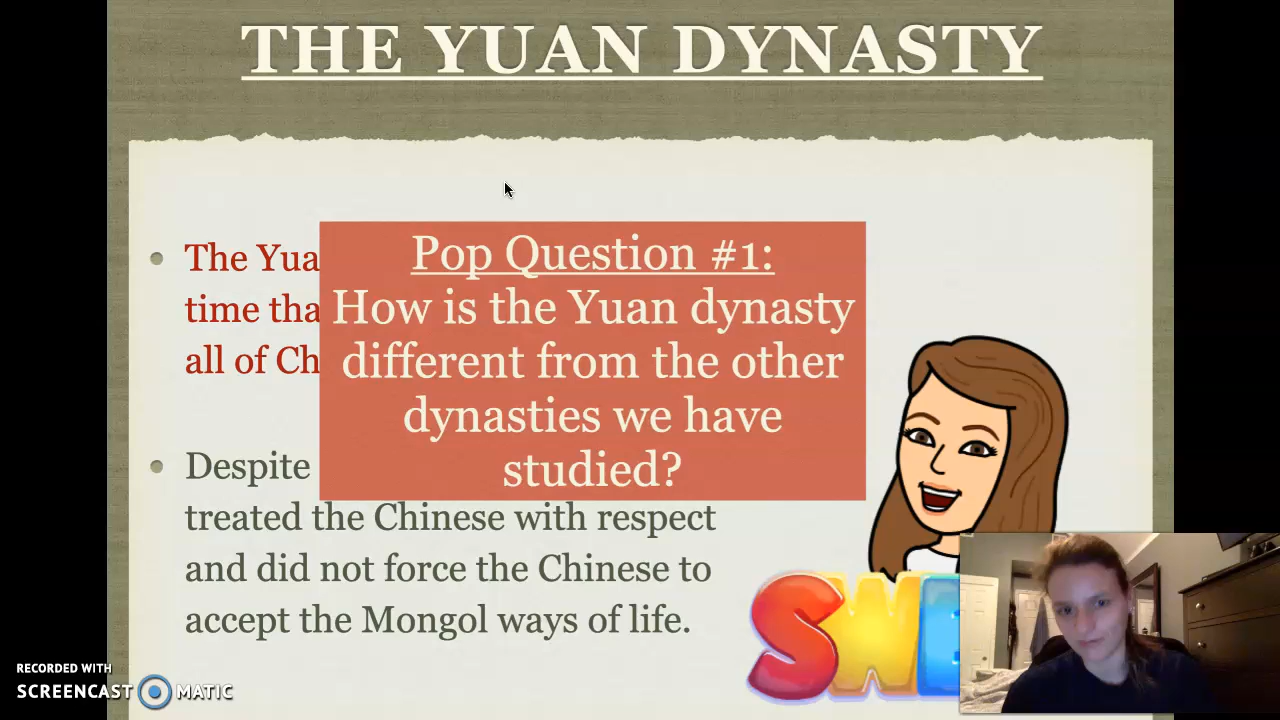 THE YUAN DYNASTY
The Yua
time tha
all of Ch
Pop Question #1:
How is the Yuan dynasty
different from the other
dynasties we have
studied?
Despite
treated the Chinese with respect
and did not force the Chinese to
accept the Mongol ways of life.
SWE
RECORDED WITH
SCREENCAST MATIC